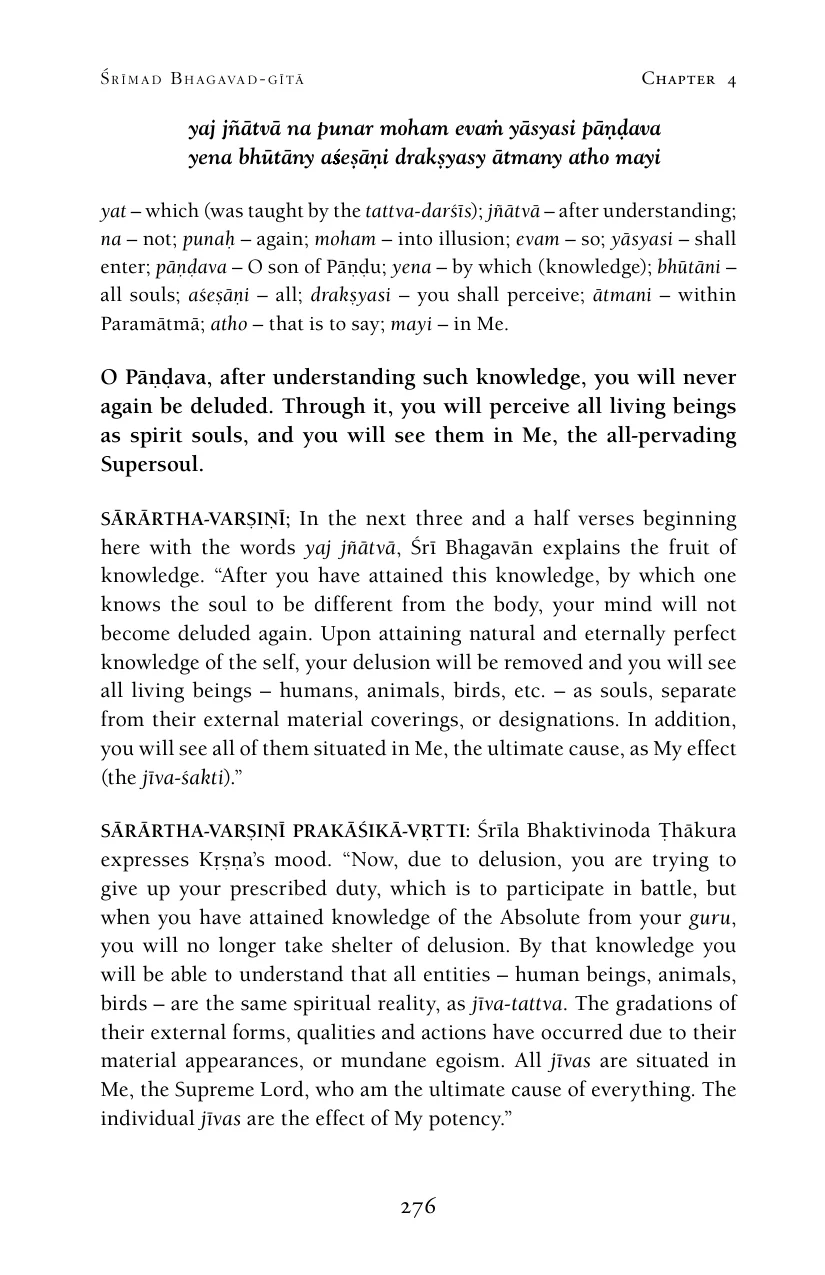 Śrīmad Bhagavad-gītā Chapter 4
yaj jñātvā na punar moham evaṁ yāsyasi pāṇḍava
yena bhūtāny aśeṣāṇi drakṣyasy ātmany atho mayi
yat – which (was taught by the tattva-darśīs); jñātvā – after understanding;
na – not; punaḥ – again; moham – into illusion; evam – so; yāsyasi – shall
enter; pāṇḍava – O son of Pāṇḍu; yena – by which (knowledge); bhūtāni –
all souls; aśeṣāṇi – all; drakṣyasi – you shall perceive; ātmani – within
Paramātmā; atho – that is to say; mayi – in Me.
O Pāṇḍava, after understanding such knowledge, you will never
again be deluded. Through it, you will perceive all living beings
as spirit souls, and you will see them in Me, the all-pervading
Supersoul.
SĀRĀRTHA-VARṢIṆĪ; In the next three and a half verses beginning
here with the words yaj jñātvā, Śrī Bhagavān explains the fruit of
knowledge. “After you have attained this knowledge, by which one
knows the soul to be different from the body, your mind will not
become deluded again. Upon attaining natural and eternally perfect
knowledge of the self, your delusion will be removed and you will see
all living beings – humans, animals, birds, etc. – as souls, separate
from their external material coverings, or designations. In addition,
you will see all of them situated in Me, the ultimate cause, as My effect
(the jīva-śakti).”
SĀRĀRTHA-VARṢIṆĪ PRAKĀŚIKĀ-VṚTTI: Śrīla Bhaktivinoda Ṭhākura
expresses Kṛṣṇa’s mood. “Now, due to delusion, you are trying to
give up your prescribed duty, which is to participate in battle, but
when you have attained knowledge of the Absolute from your guru,
you will no longer take shelter of delusion. By that knowledge you
will be able to understand that all entities – human beings, animals,
birds – are the same spiritual reality, as jīva-tattva. The gradations of
their external forms, qualities and actions have occurred due to their
material appearances, or mundane egoism. All jīvas are situated in
Me, the Supreme Lord, who am the ultimate cause of everything. The
individual jīvas are the effect of My potency.”
276